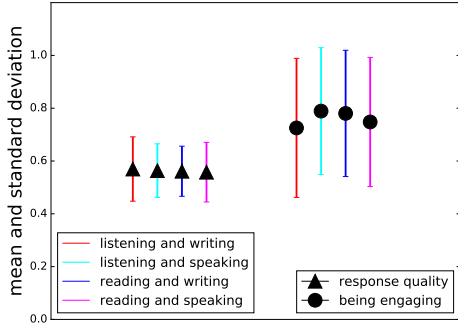 mean and standard deviation
1.0
0.8
0.6
0.4
0.2
0.0
listening and writing
listening and speaking
reading and writing
reading and speaking
response quality
being engaging